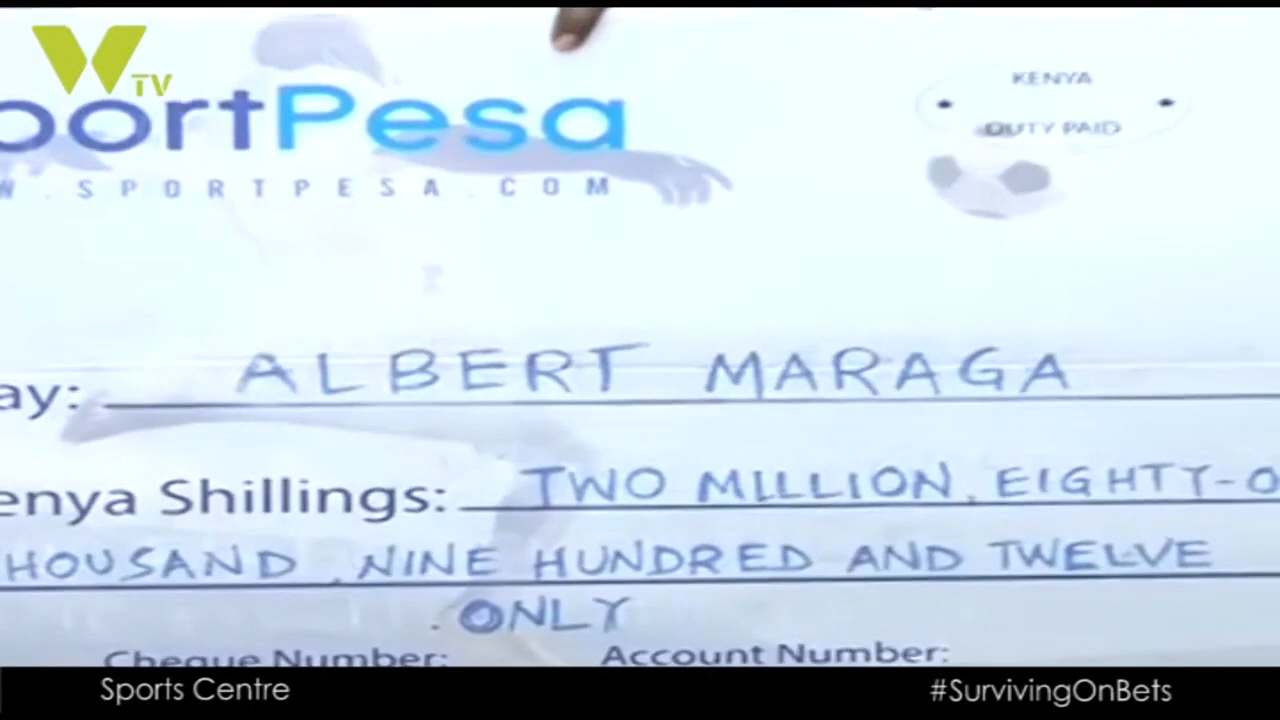 W TV
portPesa
W.SPORTPESA.COM
KENYA
DUTY PAID
ay: ALBERT MARAGA
enya Shillings: TWO MILLION, EIGHTY-O
HOUSAND, NINE HUNDRED AND TWELVE
ONLY
Cheque Number: Account Number:
Sports Centre #SurvivingOnBets